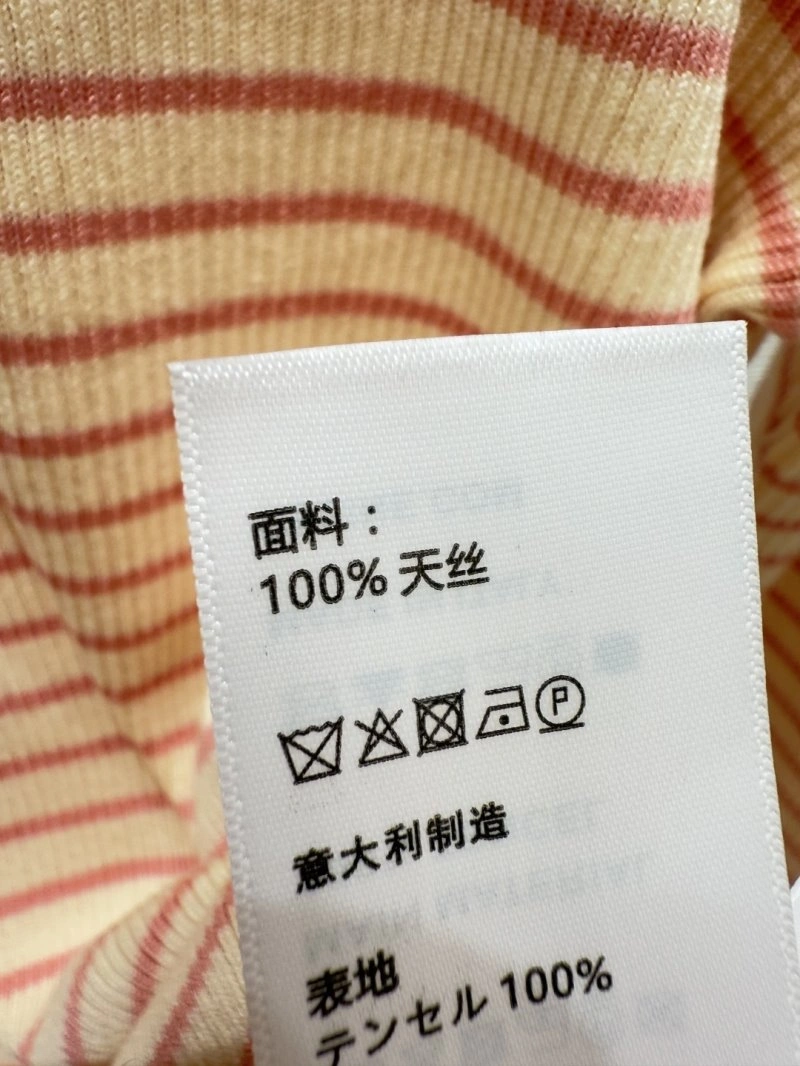 面料：
100% 天丝
P
意大利制造
表地
テンセル 100%